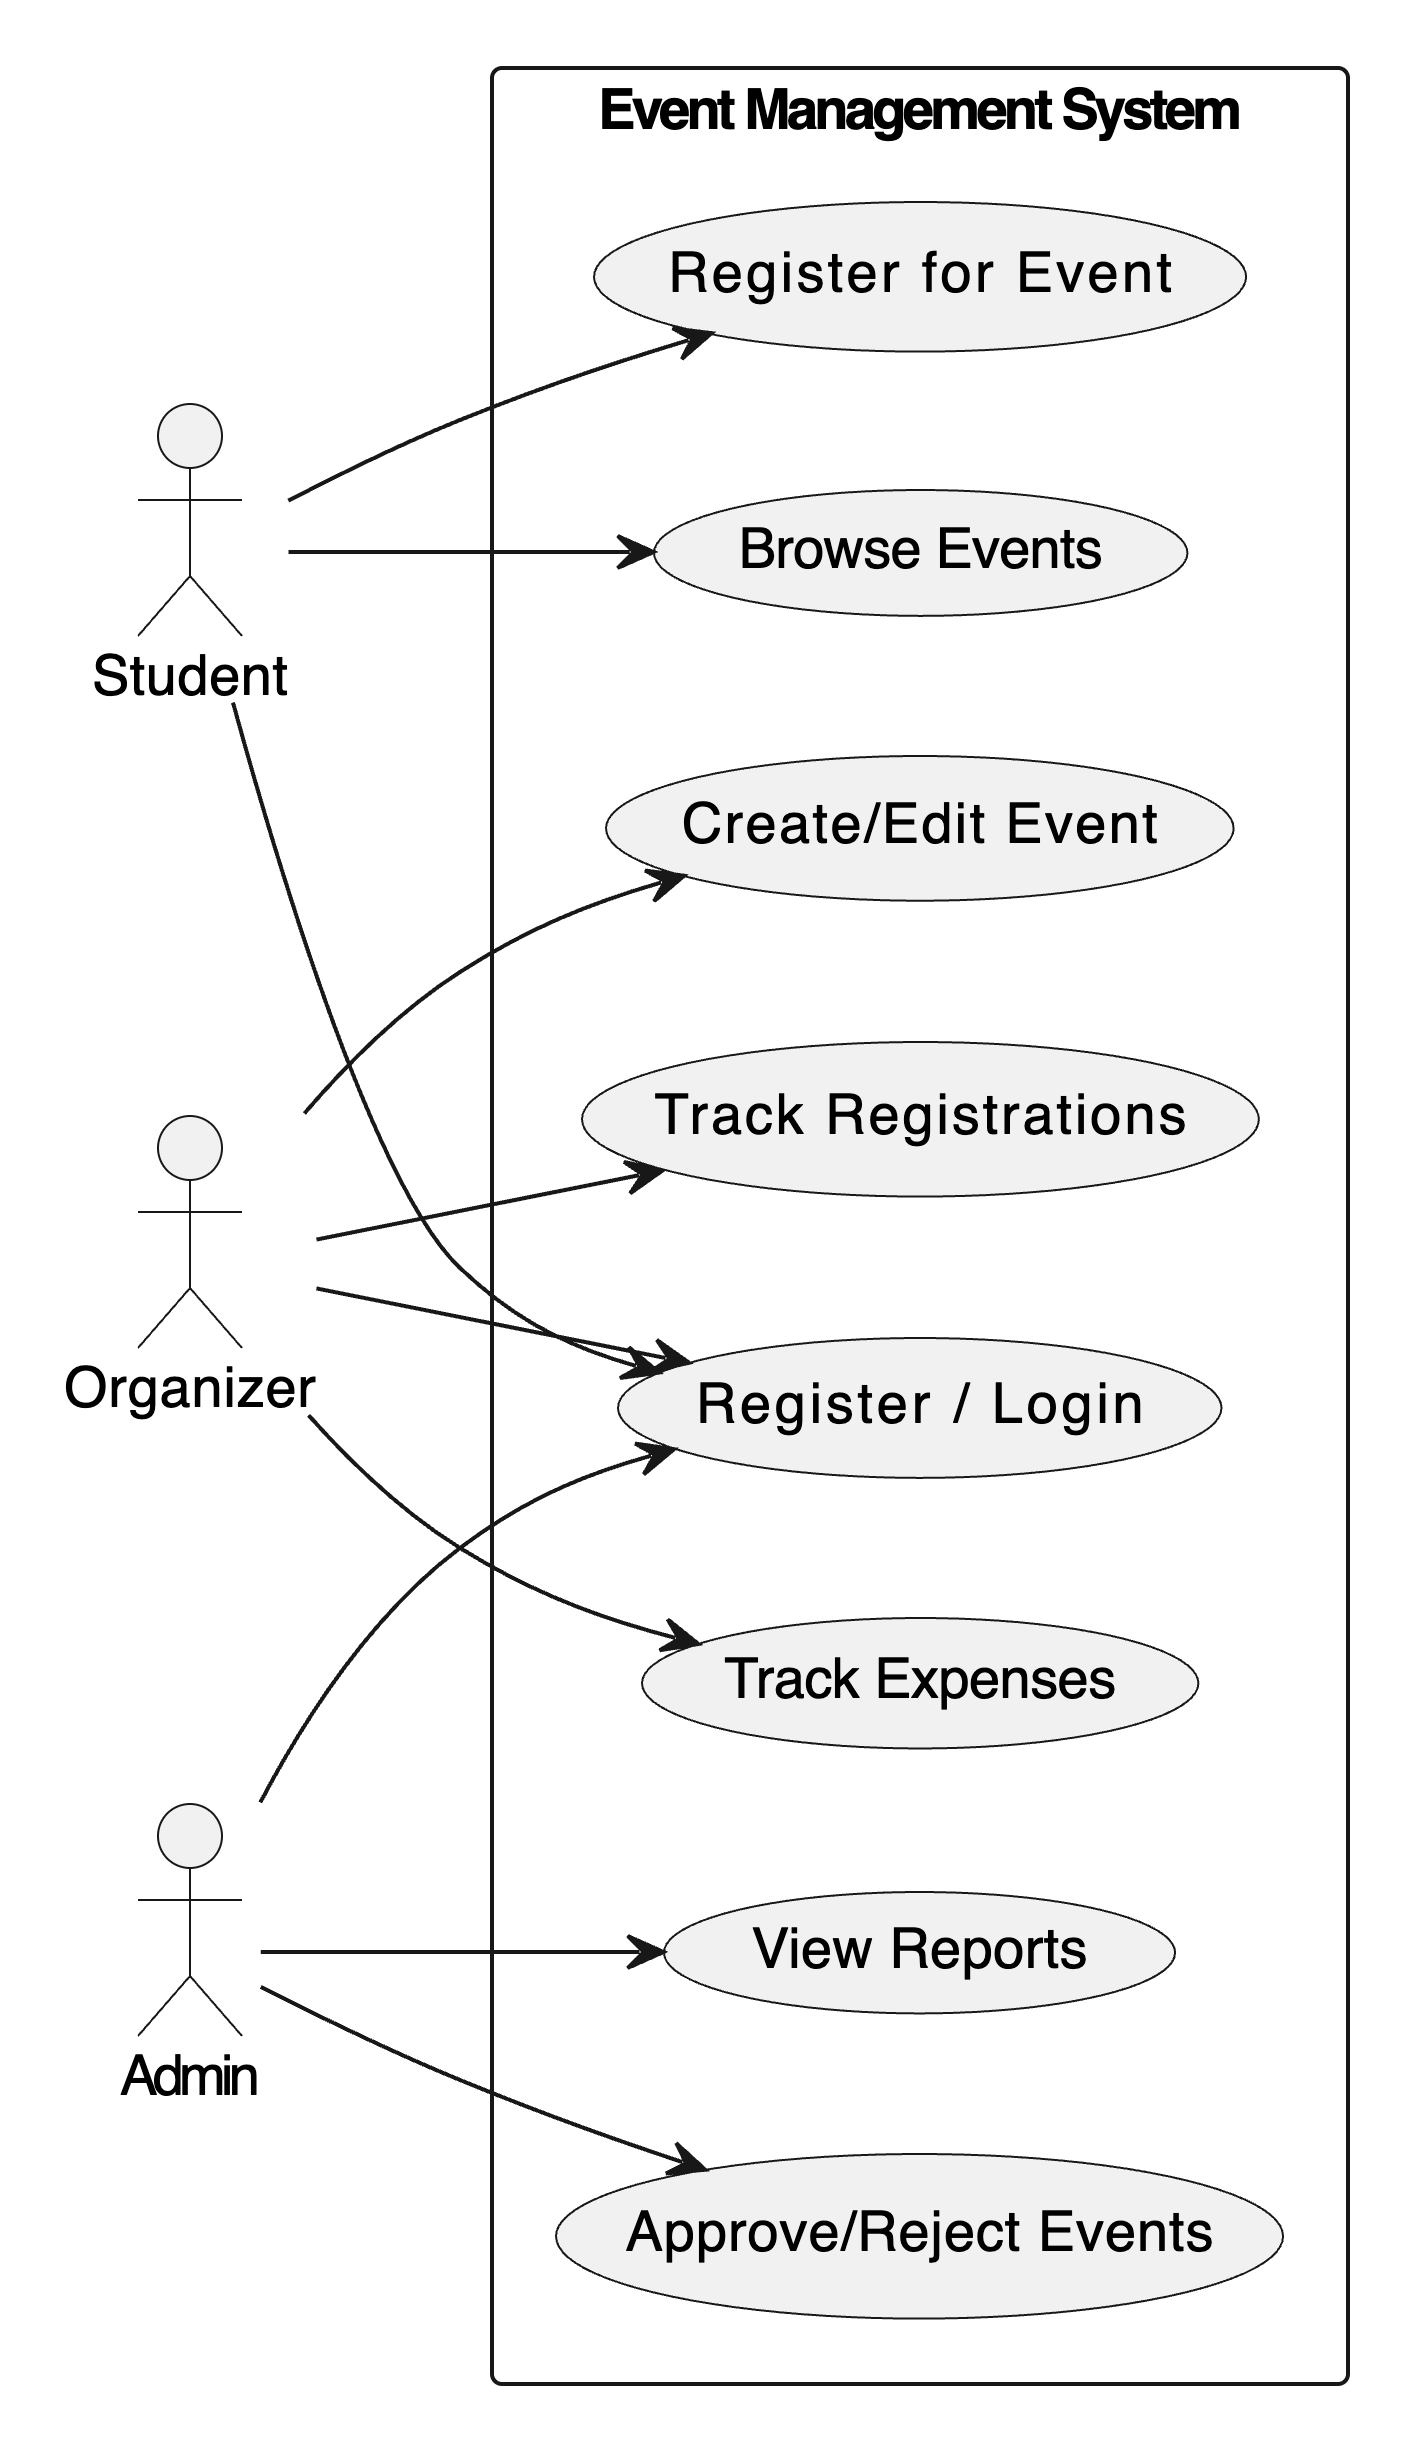 Event Management System
Register for Event
Browse Events
Student
Create/Edit Event
Track Registrations
Organizer
Register / Login
Track Expenses
View Reports
Admin
Approve/Reject Events